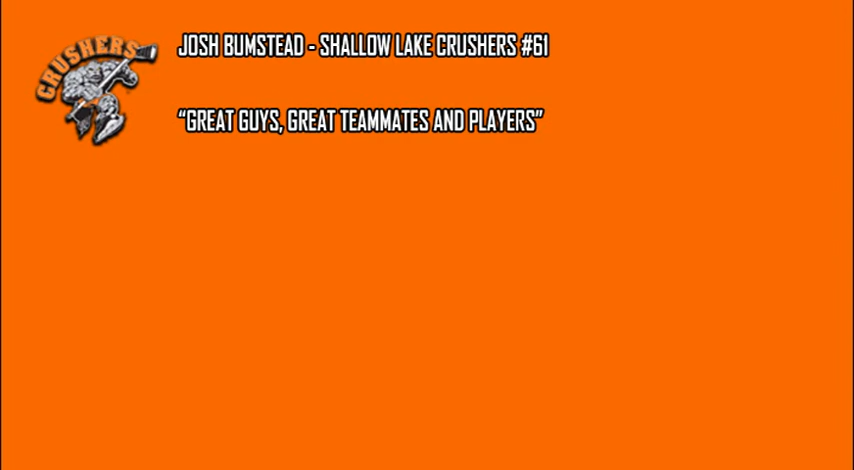 CRUSHERS
JOSH BUMSTEAD - SHALLOW LAKE CRUSHERS #61
“GREAT GUYS, GREAT TEAMMATES AND PLAYERS”